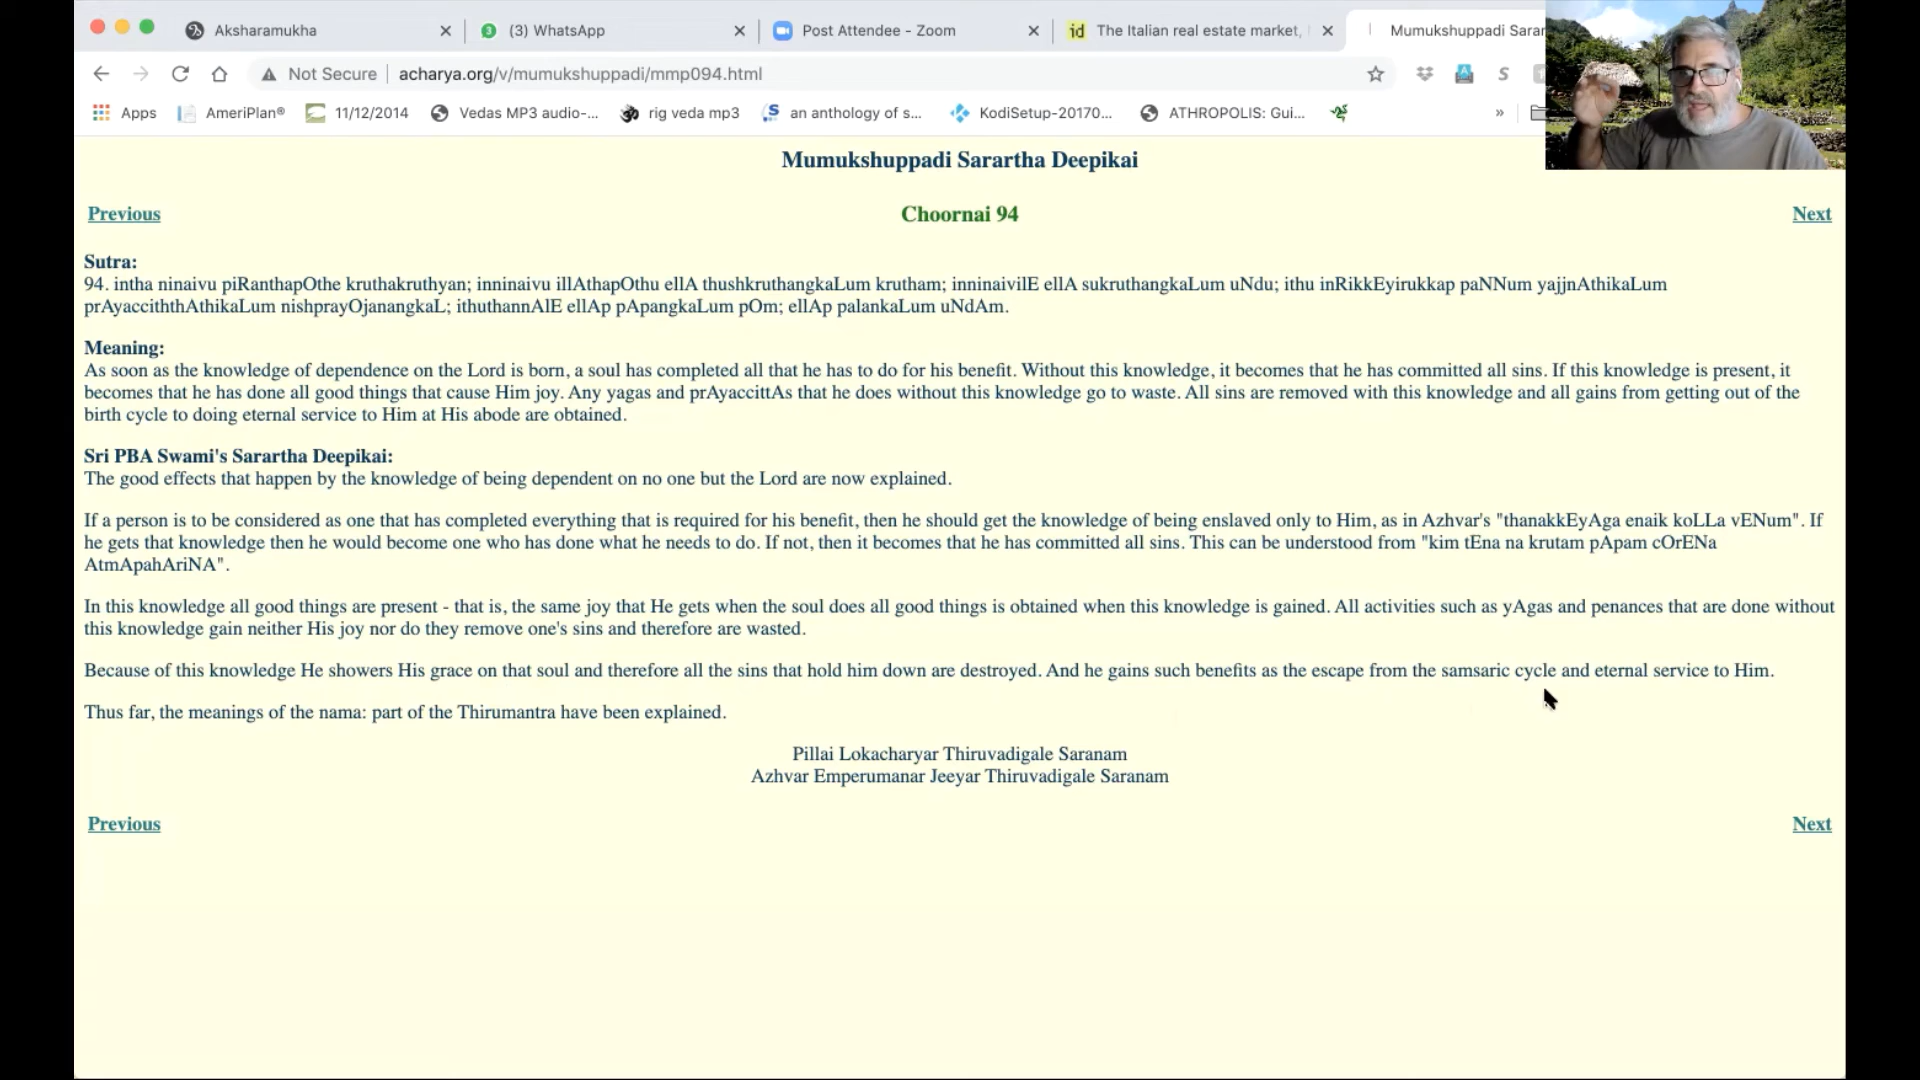 Aksharamukha
(3) WhatsApp
Post Attendee - Zoom
id
The Italian real estate market,
Mumukshuppadi Sarar
Not Secure
acharya.org/v/mumukshuppadi/mmp094.html
Apps
AmeriPlan®
11/12/2014
Vedas MP3 audio-...
rig veda mp3
an anthology of s...
KodiSetup-20170...
ATHROPOLIS: Gui...
»
Mumukshuppadi Sarartha Deepikai
Previous
Choornai 94
Next
Sutra:
94. intha ninaivu piRanthapOthe kruthakruthyan; inninaivu illAthapOthu ellA thushkruthangkaLum krutham; inninaivilE ellA sukruthangkaLum uNdu; ithu inRikkEyirukkap paNNum yajjnAthikaLum
prAyacciththAthikaLum nishprayOjanangkaL; ithuthannAlE ellAp pApangkaLum pOm; ellAp palankaLum uNdAm.
Meaning:
As soon as the knowledge of dependence on the Lord is born, a soul has completed all that he has to do for his benefit. Without this knowledge, it becomes that he has committed all sins. If this knowledge is present, it
becomes that he has done all good things that cause Him joy. Any yagas and prAyaccittAs that he does without this knowledge go to waste. All sins are removed with this knowledge and all gains from getting out of the
birth cycle to doing eternal service to Him at His abode are obtained.
Sri PBA Swami's Sarartha Deepikai:
The good effects that happen by the knowledge of being dependent on no one but the Lord are now explained.
If a person is to be considered as one that has completed everything that is required for his benefit, then he should get the knowledge of being enslaved only to Him, as in Azhvar's "thanakkEyAga enaik koLLa vENum". If
he gets that knowledge then he would become one who has done what he needs to do. If not, then it becomes that he has committed all sins. This can be understood from "kim tEna na krutam pApam cOrENa
AtmApahAriNA".
In this knowledge all good things are present - that is, the same joy that He gets when the soul does all good things is obtained when this knowledge is gained. All activities such as yAgas and penances that are done without
this knowledge gain neither His joy nor do they remove one's sins and therefore are wasted.
Because of this knowledge He showers His grace on that soul and therefore all the sins that hold him down are destroyed. And he gains such benefits as the escape from the samsaric cycle and eternal service to Him.
Thus far, the meanings of the nama: part of the Thirumantra have been explained.
Pillai Lokacharyar Thiruvadigale Saranam
Azhvar Emperumanar Jeeyar Thiruvadigale Saranam
Previous
Next